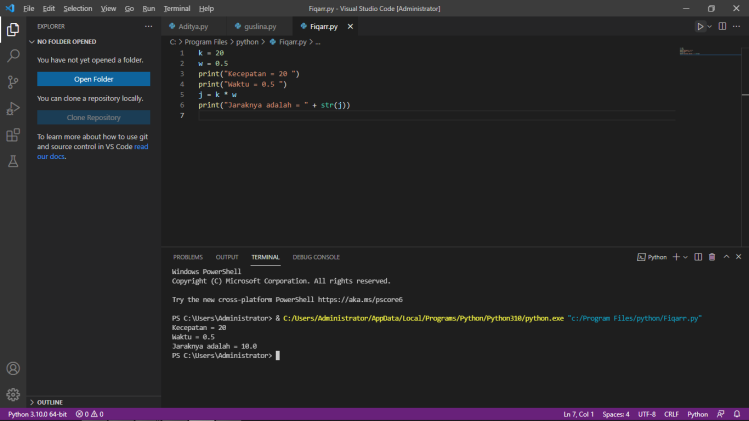 File Edit Selection View Go Run Terminal Help
Fiqarr.py - Visual Studio Code [Administrator]
EXPLORER
Aditya.py
guslina.py
Fiqarr.py
NO FOLDER OPENED
C: > Program Files > python > Fiqarr.py > ...
You have not yet opened a folder.
Open Folder
You can clone a repository locally.
Clone Repository
To learn more about how to use git
and source control in VS Code read
our docs.
1 k = 20
2 w = 0.5
3 print("Kecepatan = 20 ")
4 print("Waktu = 0.5 ")
5 j = k * w
6 print("Jaraknya adalah = " + str(j))
7
PROBLEMS OUTPUT TERMINAL DEBUG CONSOLE
Python
Windows PowerShell
Copyright (C) Microsoft Corporation. All rights reserved.
Try the new cross-platform PowerShell https://aka.ms/pscore6
PS C:\Users\Administrator> & C:/Users/Administrator/AppData/Local/Programs/Python/Python310/python.exe "c:/Program Files/python/Fiqarr.py"
Kecepatan = 20
Waktu = 0.5
Jaraknya adalah = 10.0
PS C:\Users\Administrator>
OUTLINE
Python 3.10.0 64-bit
0 0
Ln 7, Col 1 Spaces: 4 UTF-8 CRLF Python